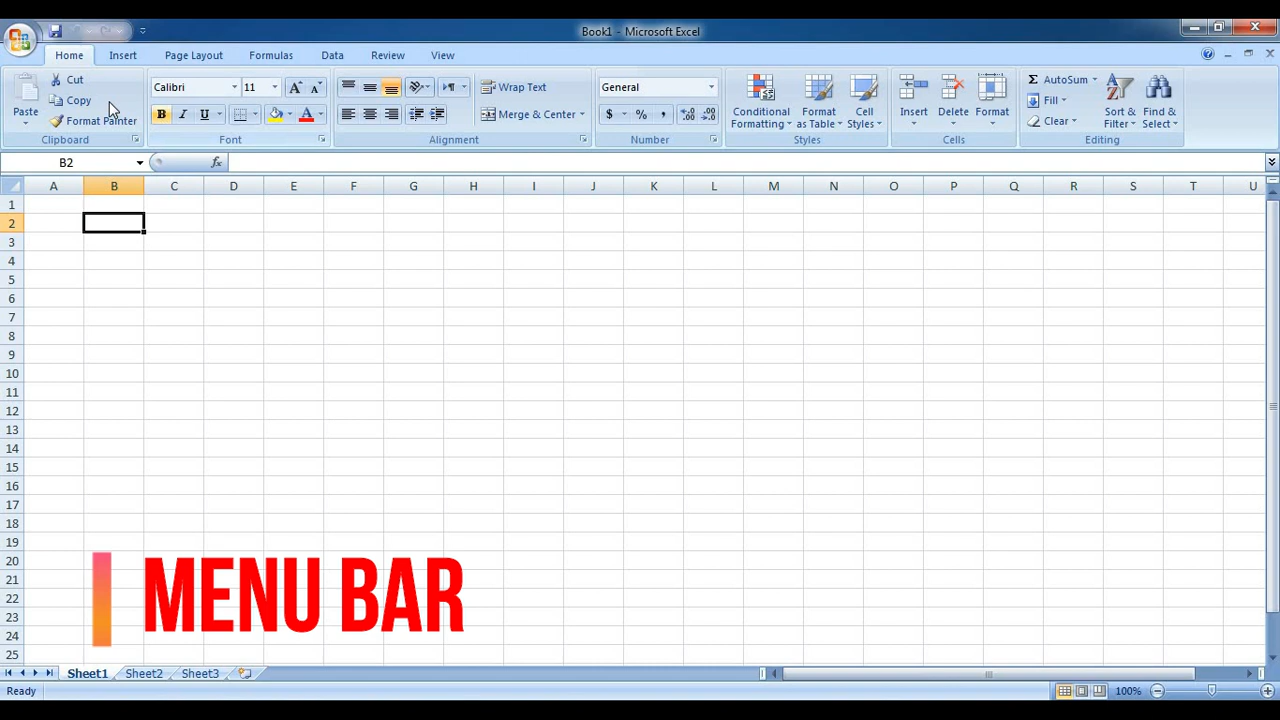 Book1 - Microsoft Excel
Home Insert Page Layout Formulas Data Review View
Cut
Copy
Format Painter
Paste
Clipboard
Calibri 11
B I U A
Font
Wrap Text
Merge & Center
Alignment
General
$ % ,
Number
Conditional Formatting
Format as Table
Cell Styles
Styles
Insert Delete Format
Cells
AutoSum
Fill
Clear
Sort & Filter
Find & Select
Editing
B2 fx
A B C D E F G H I J K L M N O P Q R S T U
1
2
3
4
5
6
7
8
9
10
11
12
13
14
15
16
17
18
19
20
21
22
23
24
25
MENU BAR
Sheet1 Sheet2 Sheet3
Ready 100%